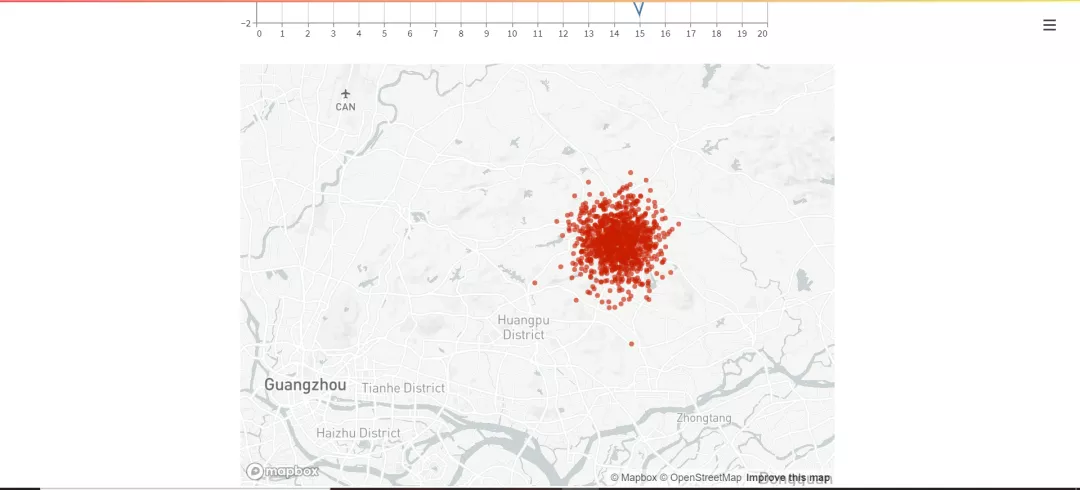 −2
0 1 2 3 4 5 6 7 8 9 10 11 12 13 14 15 16 17 18 19 20
CAN
Huangpu
District
Guangzhou
Tianhe District
Zhongtang
Haizhu District
mapbox
© Mapbox © OpenStreetMap Improve this map